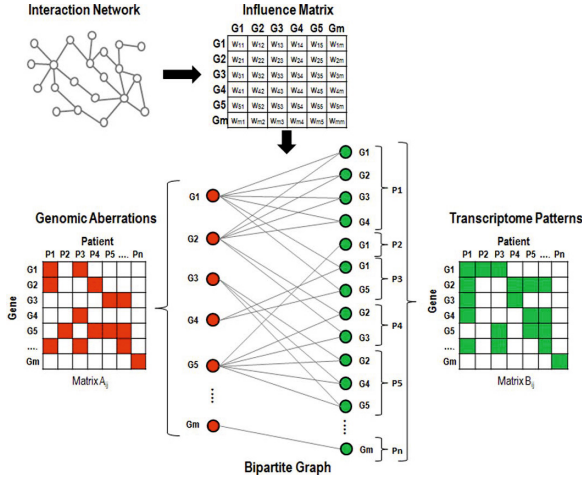 Interaction Network
Influence Matrix
G1 G2 G3 G4 G5 Gm
G1 w11 w12 w13 w14 w15 w1m
G2 w21 w22 w23 w24 w25 w2m
G3 w31 w32 w33 w34 w35 w3m
G4 w41 w42 w43 w44 w45 w4m
G5 w51 w52 w53 w54 w55 w5m
Gm wm1 wm2 wm3 wm4 wm5 wmm
Genomic Aberrations
Patient
P1 P2 P3 P4 P5 .... Pn
Gene
G1
G2
G3
G4
G5
....
Gm
Matrix Aij
G1
G2
G3
G4
G5
Gm
G1
G2
G3
G4
P1
G1
P2
G1
G5
P3
G2
G3
P4
G2
G4
G5
P5
Gm
Pn
Bipartite Graph
Transcriptome Patterns
Patient
P1 P2 P3 P4 P5 .... Pn
Gene
G1
G2
G3
G4
G5
....
Gm
Matrix Bij